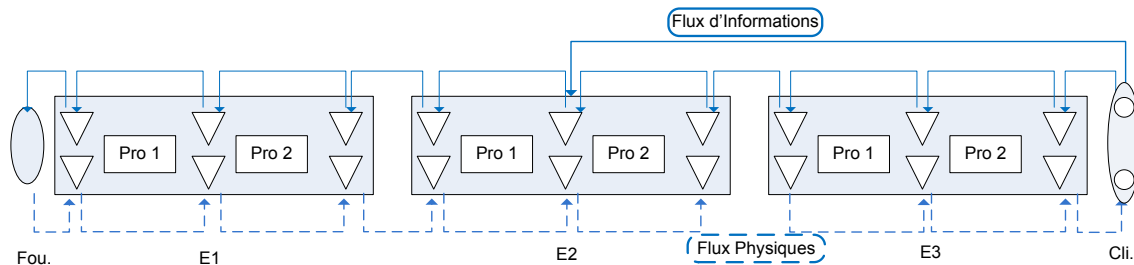 Flux d'Informations
Pro 1
Pro 2
Pro 1
Pro 2
Pro 1
Pro 2
Fou.
E1
E2
Flux Physiques
E3
Cli.